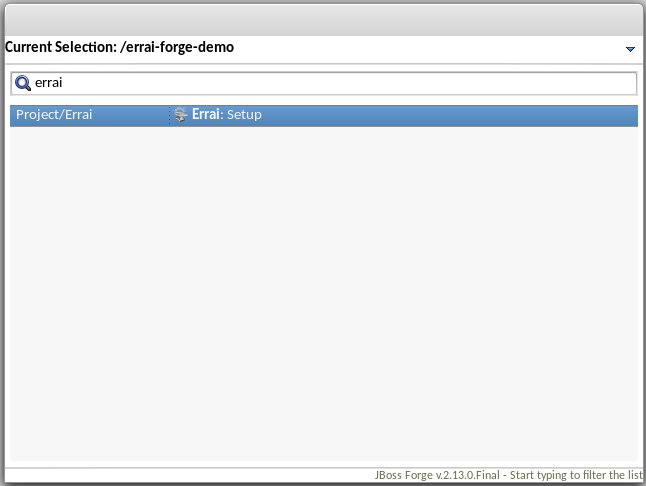 Current Selection: /errai-forge-demo
errai
Project/Errai Errai: Setup
JBoss Forge v.2.13.0.Final - Start typing to filter the list